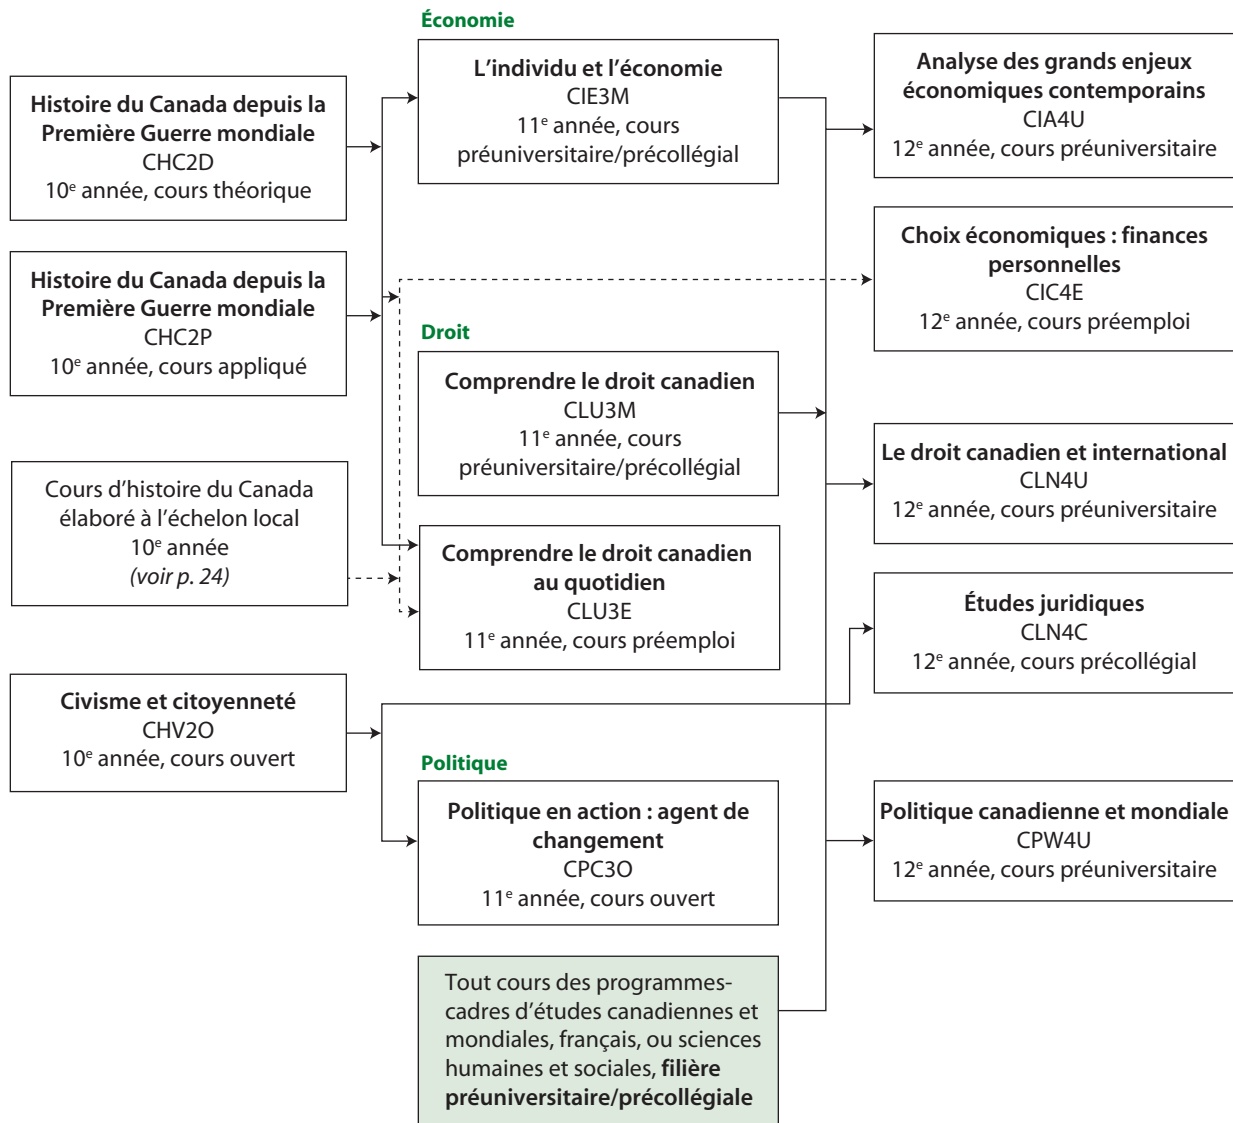 Économie
Histoire du Canada depuis la
Première Guerre mondiale
CHC2D
10e année, cours théorique
Histoire du Canada depuis la
Première Guerre mondiale
CHC2P
10e année, cours appliqué
Cours d'histoire du Canada
élaboré à l'échelon local
10e année
(voir p. 24)
Civisme et citoyenneté
CHV2O
10e année, cours ouvert
L'individu et l'économie
CIE3M
11e année, cours
préuniversitaire/précollégial
Droit
Comprendre le droit canadien
CLU3M
11e année, cours
préuniversitaire/précollégial
Comprendre le droit canadien
au quotidien
CLU3E
11e année, cours préemploi
Politique
Politique en action : agent de
changement
CPC3O
11e année, cours ouvert
Tout cours des programmes-
cadres d'études canadiennes et
mondiales, français, ou sciences
humaines et sociales, filière
préuniversitaire/précollégiale
Analyse des grands enjeux
économiques contemporains
CIA4U
12e année, cours préuniversitaire
Choix économiques : finances
personnelles
CIC4E
12e année, cours préemploi
Le droit canadien et international
CLN4U
12e année, cours préuniversitaire
Études juridiques
CLN4C
12e année, cours précollégial
Politique canadienne et mondiale
CPW4U
12e année, cours préuniversitaire